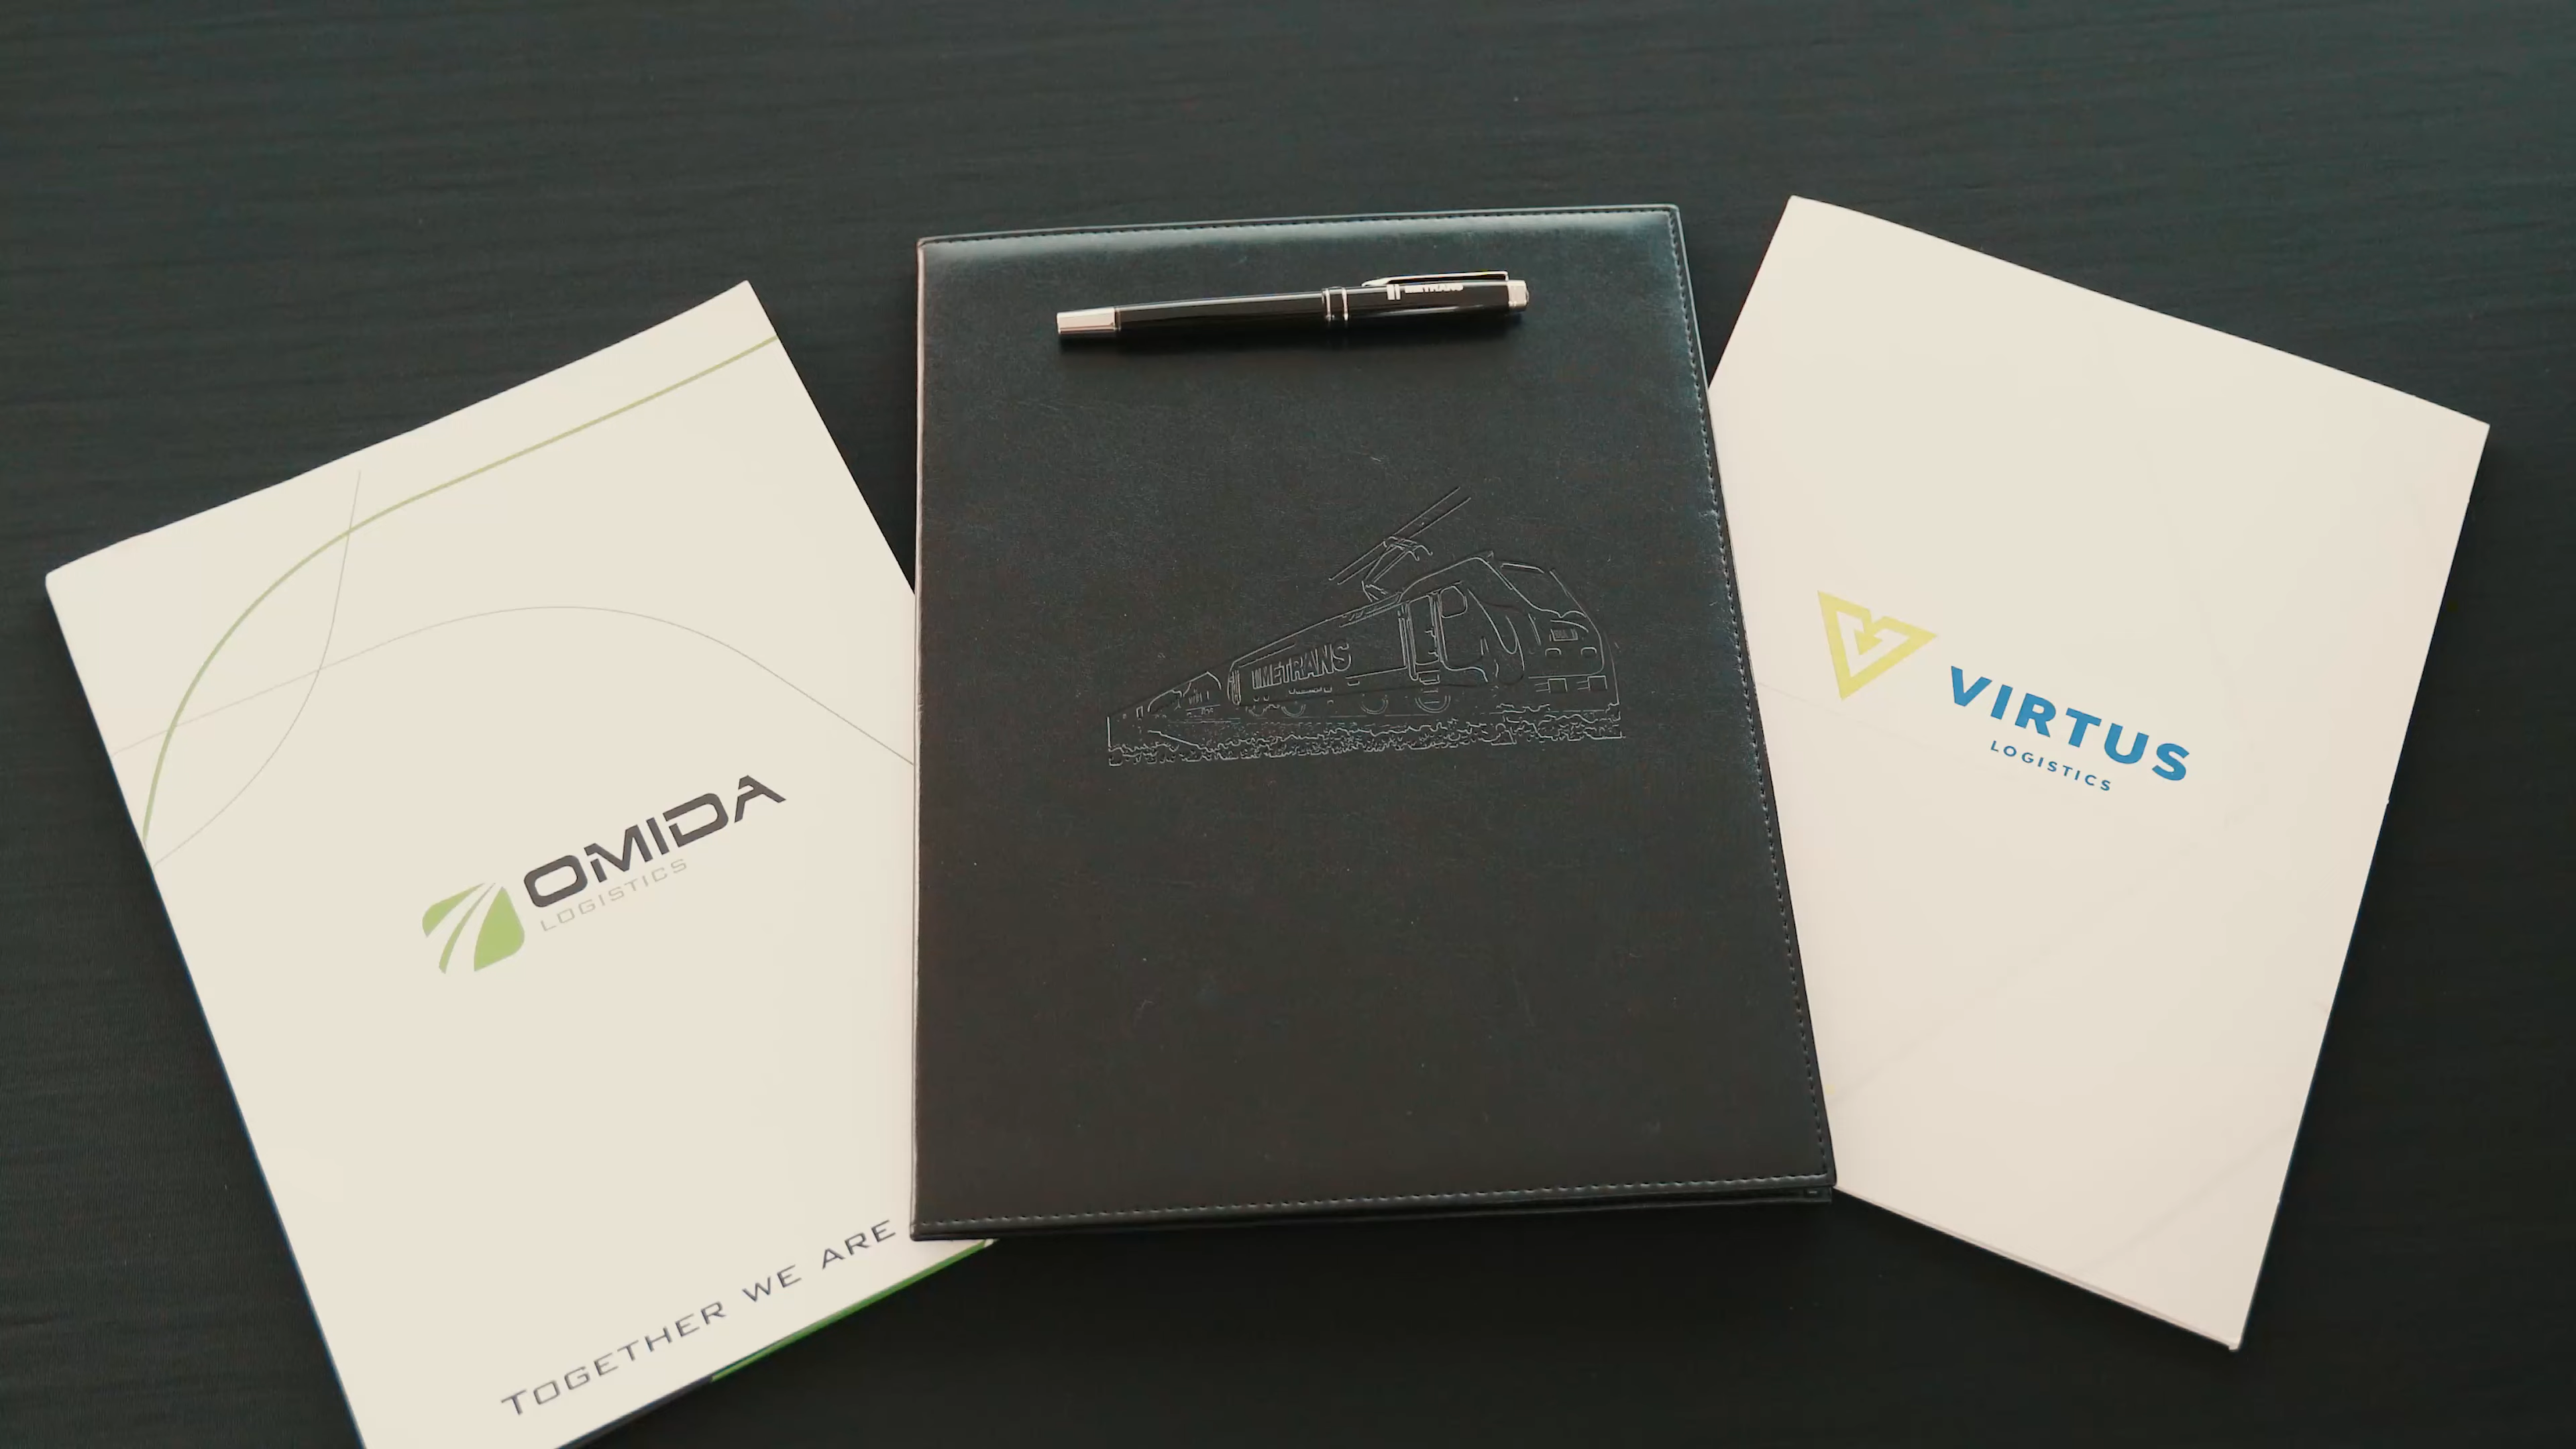 OMIDA
LOGISTICS
TOGETHER WE ARE
METRANS
METRANS
VIRTUS
LOGISTICS